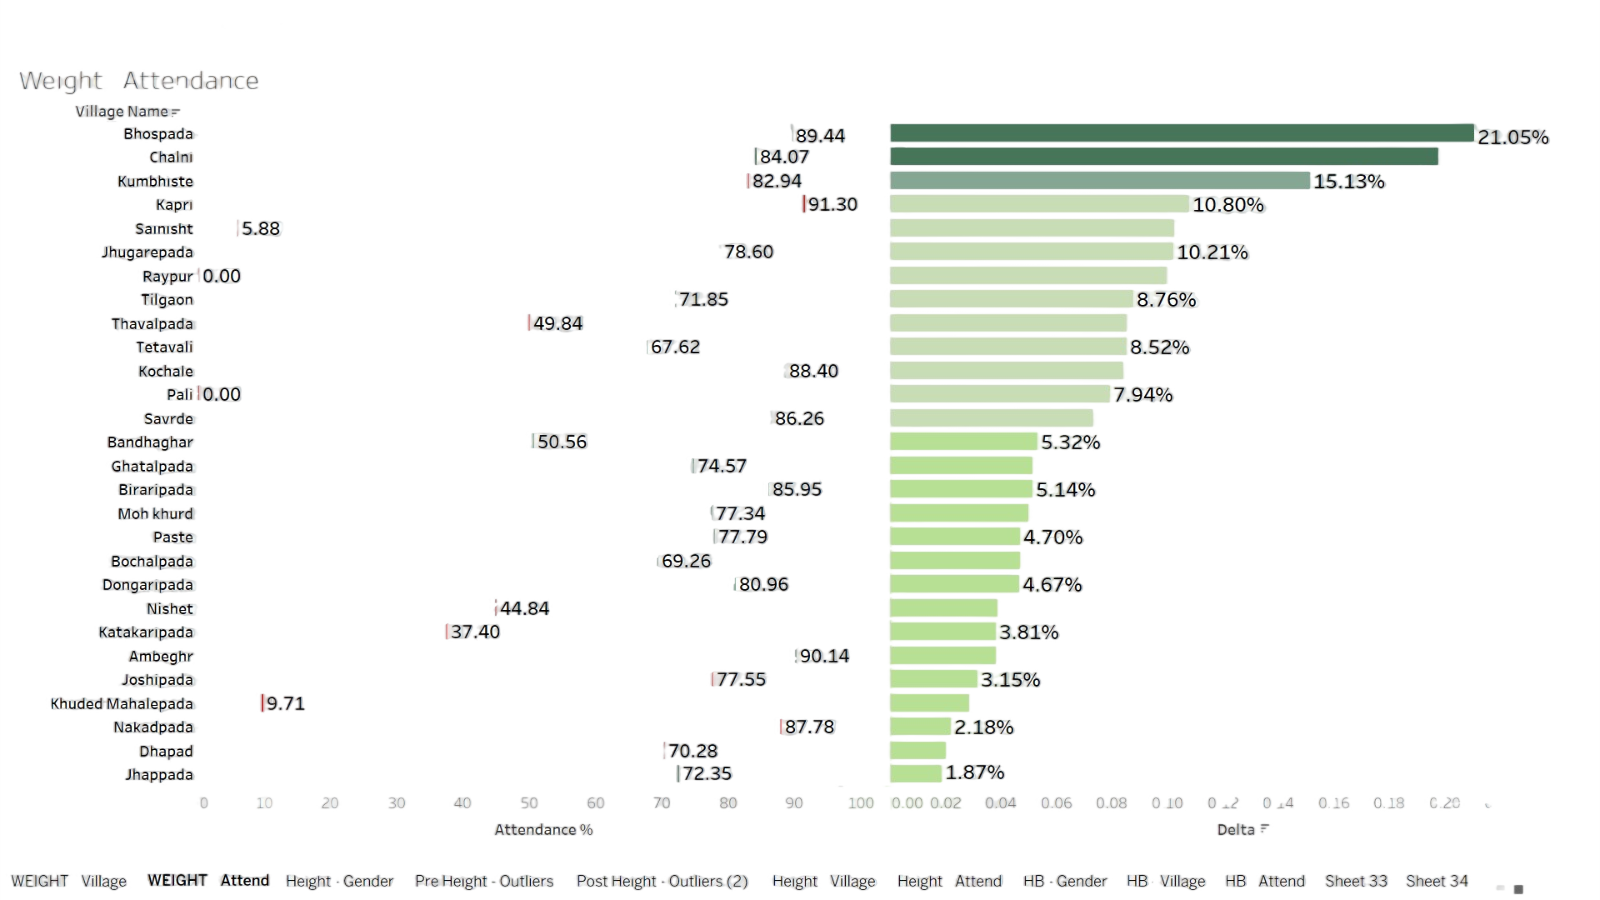 Weight Attendance
Village Name
Bhospada 89.44 21.05%
Chalni 84.07
Kumbhiste 82.94 15.13%
Kapri 91.30 10.80%
Sainisht 5.88
Jhugarepada 78.60 10.21%
Raypur 0.00
Tilgaon 71.85 8.76%
Thavalpada 49.84
Tetavali 67.62 8.52%
Kochale 88.40
Pali 0.00 7.94%
Savrde 86.26
Bandhaghar 50.56 5.32%
Ghatalpada 74.57
Biraripada 85.95 5.14%
Moh khurd 77.34
Paste 77.79 4.70%
Bochalpada 69.26
Dongaripada 80.96 4.67%
Nishet 44.84
Katakaripada 37.40 3.81%
Ambeghr 90.14
Joshipada 77.55 3.15%
Khuded Mahalepada 9.71
Nakadpada 87.78 2.18%
Dhapad 70.28
Jhappada 72.35 1.87%
0 10 20 30 40 50 60 70 80 90 100 0.00 0.02 0.04 0.06 0.08 0.10 0.12 0.14 0.16 0.18 0.20
Attendance % Delta
WEIGHT Village WEIGHT Attend Height - Gender Pre Height - Outliers Post Height - Outliers (2) Height Village Height Attend HB - Gender HB Village HB Attend Sheet 33 Sheet 34